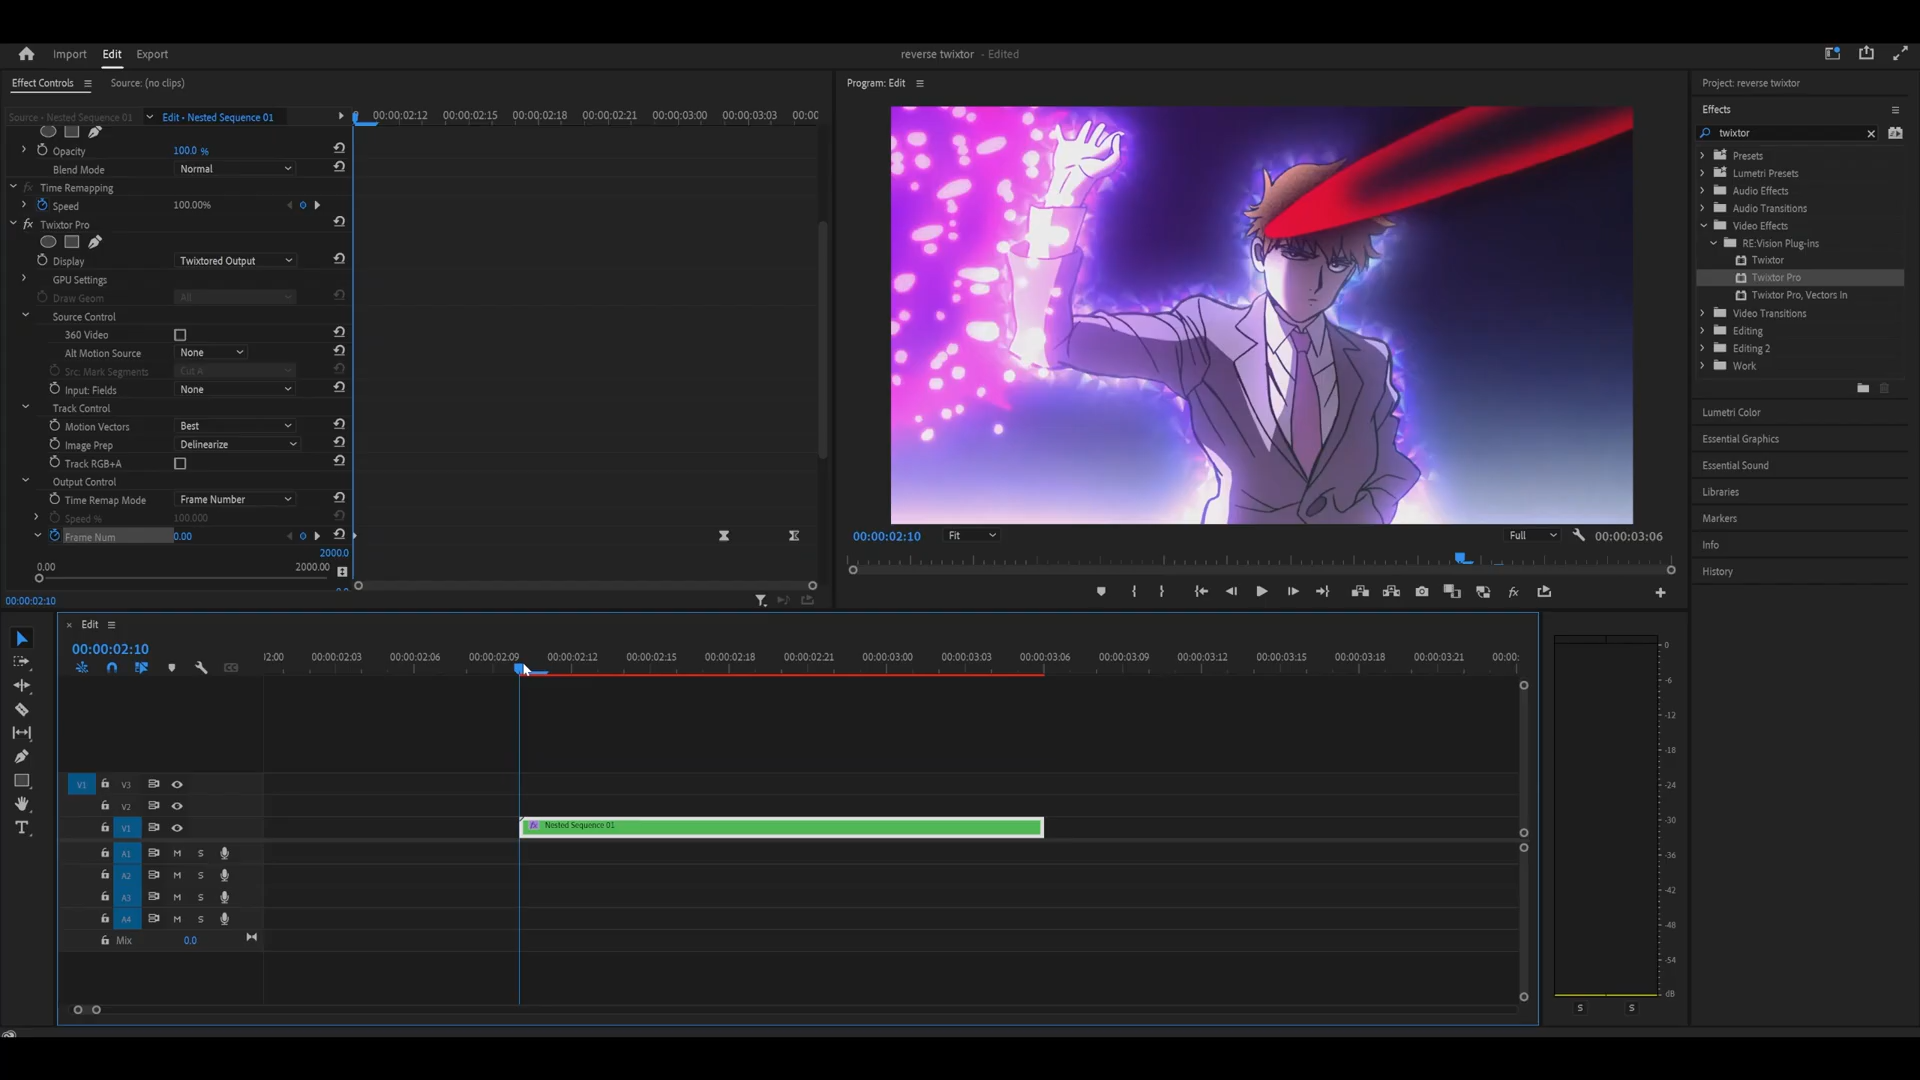 Import Edit Export
reverse twixtor - Edited
Effect Controls Source: (no clips)
Source • Nested Sequence 01 Edit • Nested Sequence 01
00:00:02:12 00:00:02:15 00:00:02:18 00:00:02:21 00:00:03:00 00:00:03:03 00:0
Opacity 100.0 %
Blend Mode Normal
Time Remapping
Speed 100.00%
fx Twixtor Pro
Display Twixtored Output
GPU Settings
Draw Geom All
Source Control
360 Video
Alt Motion Source None
Src: Mark Segments Cut A
Input: Fields None
Track Control
Motion Vectors Best
Image Prep Delinearize
Track RGB+A
Output Control
Time Remap Mode Frame Number
Speed % 100.000
Frame Num 0.00
2000.0
0.00 2000.00
00:00:02:10
Program: Edit
00:00:02:10 Fit Full 00:00:03:06
fx
Project: reverse twixtor
Effects
twixtor
Presets
Lumetri Presets
Audio Effects
Audio Transitions
Video Effects
RE:Vision Plug-ins
Twixtor
Twixtor Pro
Twixtor Pro, Vectors In
Video Transitions
Editing
Editing 2
Work
Lumetri Color
Essential Graphics
Essential Sound
Libraries
Markers
Info
History
Edit
00:00:02:10
02:00 00:00:02:03 00:00:02:06 00:00:02:09 00:00:02:12 00:00:02:15 00:00:02:18 00:00:02:21 00:00:03:00 00:00:03:03 00:00:03:06 00:00:03:09 00:00:03:12 00:00:03:15 00:00:03:18 00:00:03:21 00:00:
V1 V3
V2
V1
fx Nested Sequence 01
A1 M S
A2 M S
A3 M S
A4 M S
Mix 0.0
0
-6
-12
-18
-24
-30
-36
-42
-48
-54
dB
S S